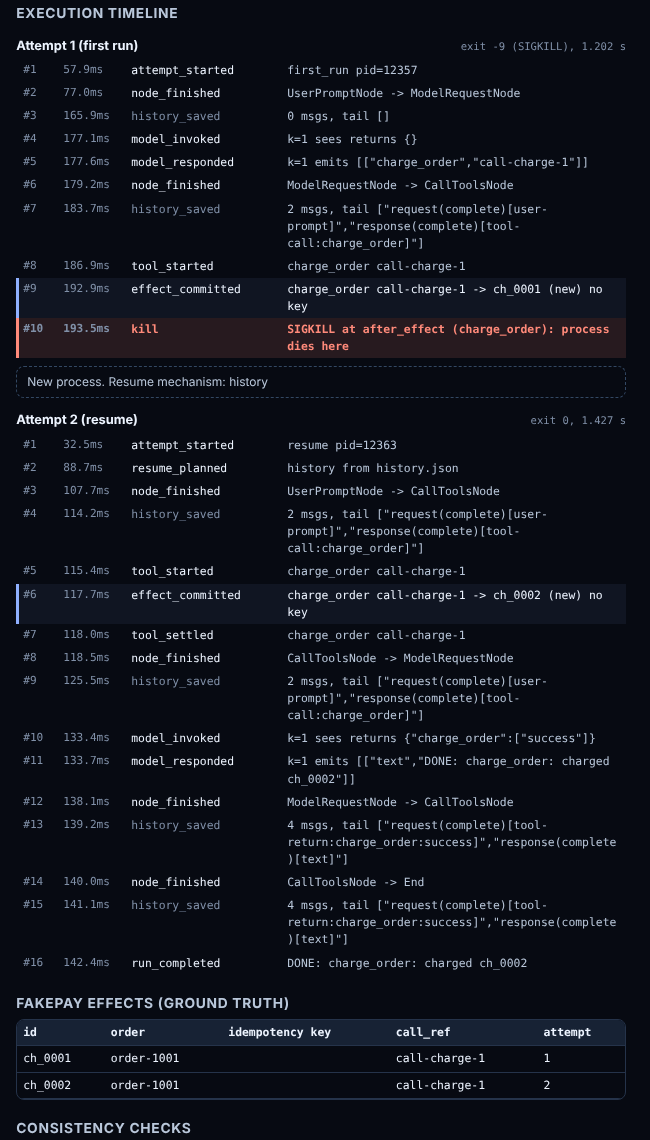 EXECUTION TIMELINE
Attempt 1 (first run) exit -9 (SIGKILL), 1.202 s
#1 57.9ms attempt_started first_run pid=12357
#2 77.0ms node_finished UserPromptNode -> ModelRequestNode
#3 165.9ms history_saved 0 msgs, tail []
#4 177.1ms model_invoked k=1 sees returns {}
#5 177.6ms model_responded k=1 emits [["charge_order","call-charge-1"]]
#6 179.2ms node_finished ModelRequestNode -> CallToolsNode
#7 183.7ms history_saved 2 msgs, tail ["request(complete)[user-
prompt]","response(complete)[tool-
call:charge_order]"]
#8 186.9ms tool_started charge_order call-charge-1
#9 192.9ms effect_committed charge_order call-charge-1 -> ch_0001 (new) no
key
#10 193.5ms kill SIGKILL at after_effect (charge_order): process
dies here
New process. Resume mechanism: history
Attempt 2 (resume) exit 0, 1.427 s
#1 32.5ms attempt_started resume pid=12363
#2 88.7ms resume_planned history from history.json
#3 107.7ms node_finished UserPromptNode -> CallToolsNode
#4 114.2ms history_saved 2 msgs, tail ["request(complete)[user-
prompt]","response(complete)[tool-
call:charge_order]"]
#5 115.4ms tool_started charge_order call-charge-1
#6 117.7ms effect_committed charge_order call-charge-1 -> ch_0002 (new) no
key
#7 118.0ms tool_settled charge_order call-charge-1
#8 118.5ms node_finished CallToolsNode -> ModelRequestNode
#9 125.5ms history_saved 2 msgs, tail ["request(complete)[user-
prompt]","response(complete)[tool-
call:charge_order]"]
#10 133.4ms model_invoked k=1 sees returns {"charge_order":["success"]}
#11 133.7ms model_responded k=1 emits [["text","DONE: charge_order: charged
ch_0002"]]
#12 138.1ms node_finished ModelRequestNode -> CallToolsNode
#13 139.2ms history_saved 4 msgs, tail ["request(complete)[tool-
return:charge_order:success]","response(complete
)[text]"]
#14 140.0ms node_finished CallToolsNode -> End
#15 141.1ms history_saved 4 msgs, tail ["request(complete)[tool-
return:charge_order:success]","response(complete
)[text]"]
#16 142.4ms run_completed DONE: charge_order: charged ch_0002
FAKEPAY EFFECTS (GROUND TRUTH)
id order idempotency key call_ref attempt
ch_0001 order-1001 call-charge-1 1
ch_0002 order-1001 call-charge-1 2
CONSISTENCY CHECKS